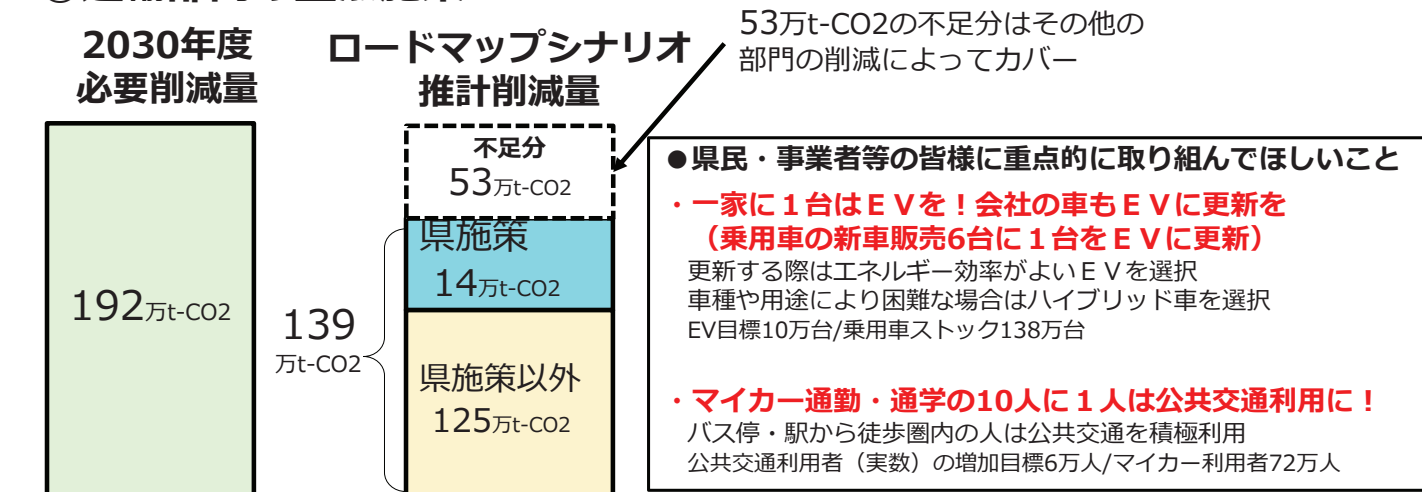 53万t-CO2の不足分はその他の
部門の削減によってカバー
2030年度
必要削減量
ロードマップシナリオ
推計削減量
192万t-CO2
139
万t-CO2
不足分
53万t-CO2
県施策
14万t-CO2
県施策以外
125万t-CO2
●県民・事業者等の皆様に重点的に取り組んでほしいこと
・一家に１台はＥＶを！会社の車もＥＶに更新を
（乗用車の新車販売6台に１台をＥＶに更新）
更新する際はエネルギー効率がよいＥＶを選択
車種や用途により困難な場合はハイブリッド車を選択
EV目標10万台/乗用車ストック138万台
・マイカー通勤・通学の10人に１人は公共交通利用に！
バス停・駅から徒歩圏内の人は公共交通を積極利用
公共交通利用者（実数）の増加目標6万人/マイカー利用者72万人